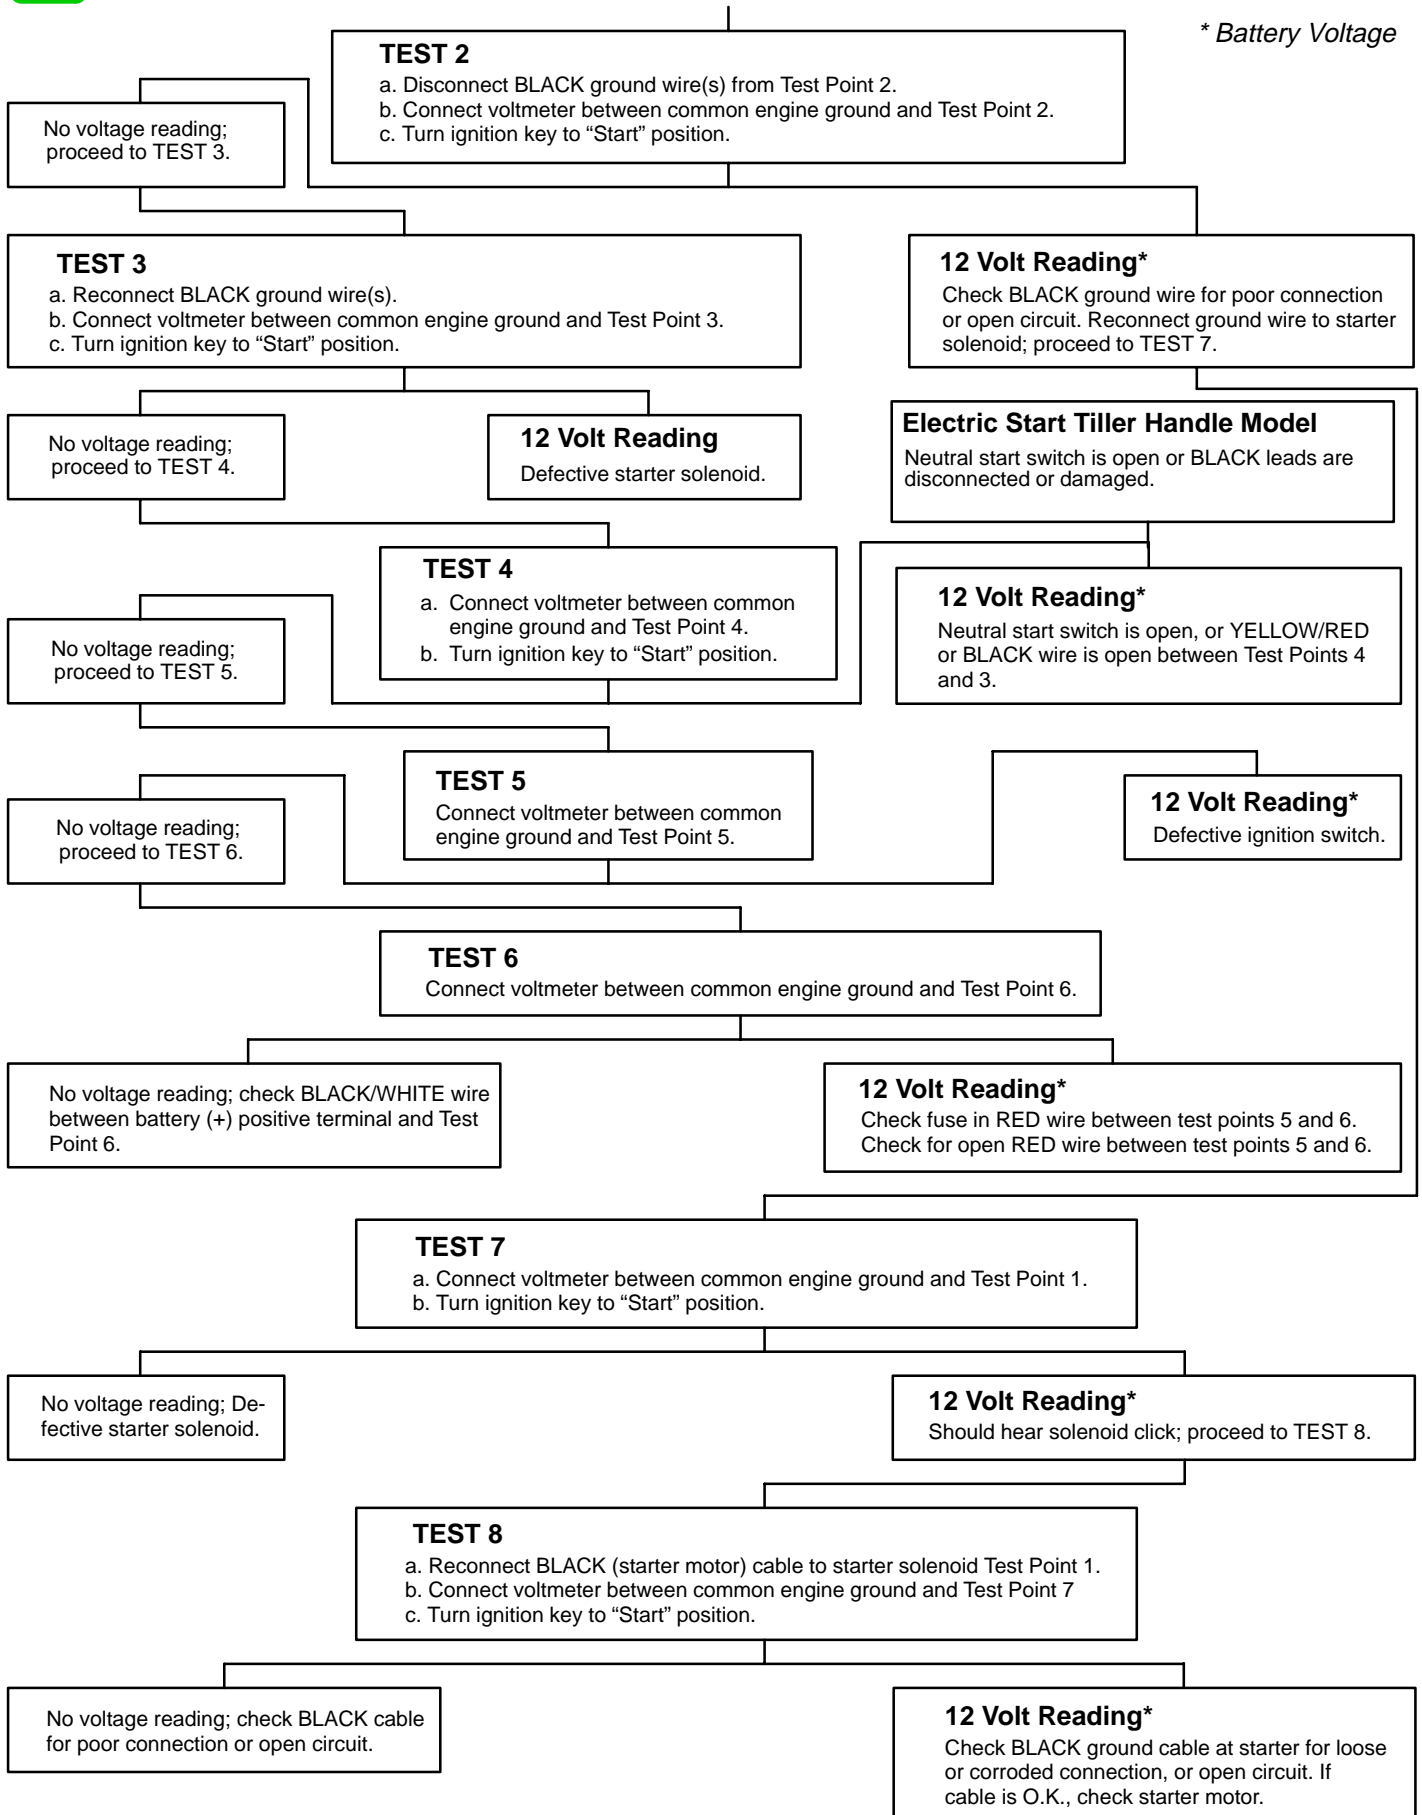 * Battery Voltage
TEST 2
a. Disconnect BLACK ground wire(s) from Test Point 2.
b. Connect voltmeter between common engine ground and Test Point 2.
c. Turn ignition key to “Start” position.
No voltage reading;
proceed to TEST 3.
TEST 3
a. Reconnect BLACK ground wire(s).
b. Connect voltmeter between common engine ground and Test Point 3.
c. Turn ignition key to “Start” position.
12 Volt Reading*
Check BLACK ground wire for poor connection
or open circuit. Reconnect ground wire to starter
solenoid; proceed to TEST 7.
No voltage reading;
proceed to TEST 4.
12 Volt Reading
Defective starter solenoid.
Electric Start Tiller Handle Model
Neutral start switch is open or BLACK leads are
disconnected or damaged.
TEST 4
a. Connect voltmeter between common
engine ground and Test Point 4.
b. Turn ignition key to “Start” position.
12 Volt Reading*
Neutral start switch is open, or YELLOW/RED
or BLACK wire is open between Test Points 4
and 3.
No voltage reading;
proceed to TEST 5.
TEST 5
Connect voltmeter between common
engine ground and Test Point 5.
12 Volt Reading*
Defective ignition switch.
No voltage reading;
proceed to TEST 6.
TEST 6
Connect voltmeter between common engine ground and Test Point 6.
No voltage reading; check BLACK/WHITE wire
between battery (+) positive terminal and Test
Point 6.
12 Volt Reading*
Check fuse in RED wire between test points 5 and 6.
Check for open RED wire between test points 5 and 6.
TEST 7
a. Connect voltmeter between common engine ground and Test Point 1.
b. Turn ignition key to “Start” position.
No voltage reading; De-
fective starter solenoid.
12 Volt Reading*
Should hear solenoid click; proceed to TEST 8.
TEST 8
a. Reconnect BLACK (starter motor) cable to starter solenoid Test Point 1.
b. Connect voltmeter between common engine ground and Test Point 7
c. Turn ignition key to “Start” position.
No voltage reading; check BLACK cable
for poor connection or open circuit.
12 Volt Reading*
Check BLACK ground cable at starter for loose
or corroded connection, or open circuit. If
cable is O.K., check starter motor.